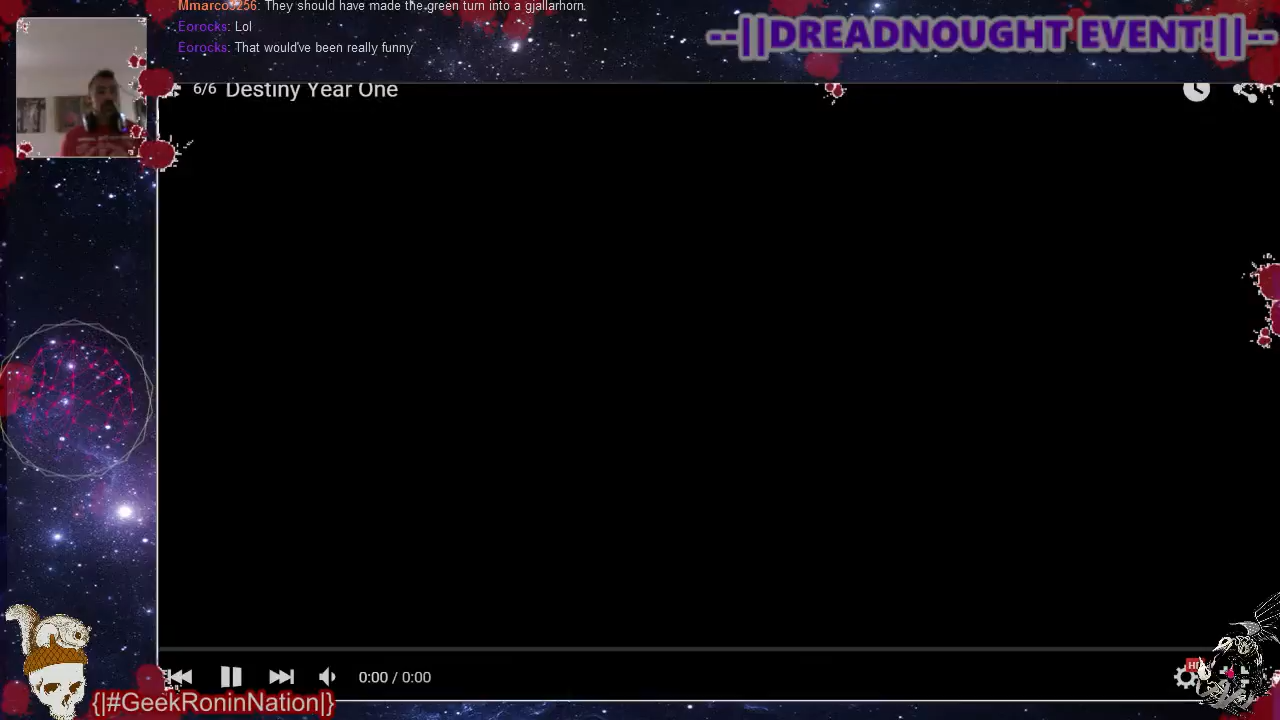 Mmarco3256: They should have made the green turn into a gjallarhorn.
Eorocks: Lol
Eorocks: That would've been really funny
--||DREADNOUGHT EVENT!||--
6/6 Destiny Year One
0:00 / 0:00
{|#GeekRoninNation|}